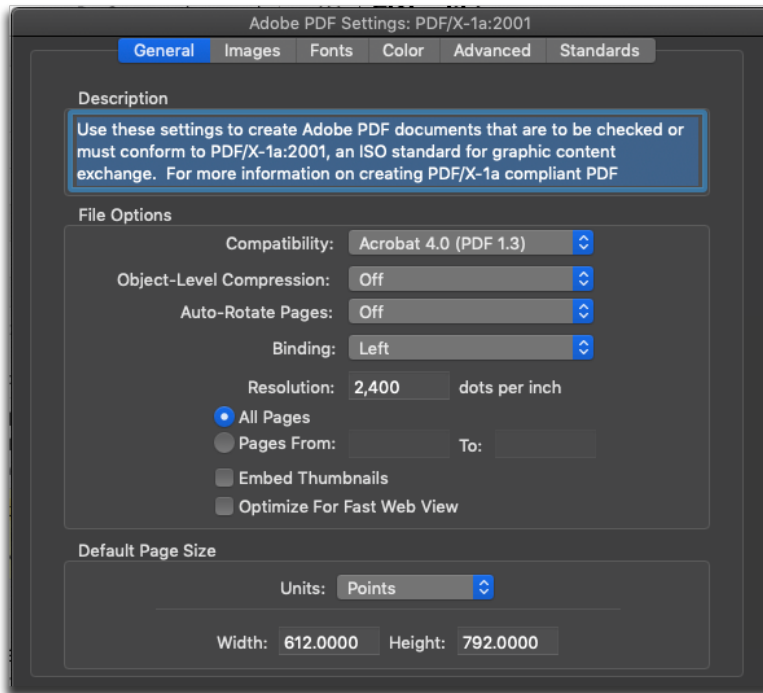 Adobe PDF Settings: PDF/X-1a:2001
General Images Fonts Color Advanced Standards
Description
Use these settings to create Adobe PDF documents that are to be checked or
must conform to PDF/X-1a:2001, an ISO standard for graphic content
exchange.  For more information on creating PDF/X-1a compliant PDF
File Options
Compatibility: Acrobat 4.0 (PDF 1.3)
Object-Level Compression: Off
Auto-Rotate Pages: Off
Binding: Left
Resolution: 2,400 dots per inch
All Pages
Pages From: To:
Embed Thumbnails
Optimize For Fast Web View
Default Page Size
Units: Points
Width: 612.0000 Height: 792.0000